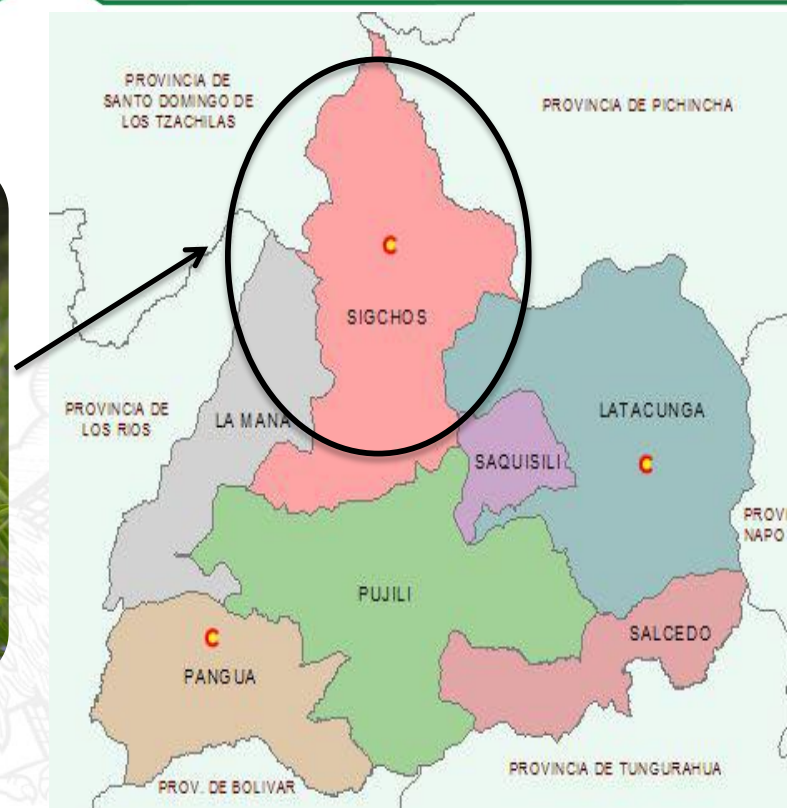 PROVINCIA DE
SANTO DOMINGO DE
LOS TZACHILAS
PROVINCIA DE PICHINCHA
C
SIGCHOS
PROVINCIA DE
LOS RIOS
LA MANA
LATACUNGA
SAQUISILI
C
PROVI
NAPO
PUJILI
C
SALCEDO
PANGUA
PROVINCIA DE TUNGURAHUA
PROV. DE BOLIVAR